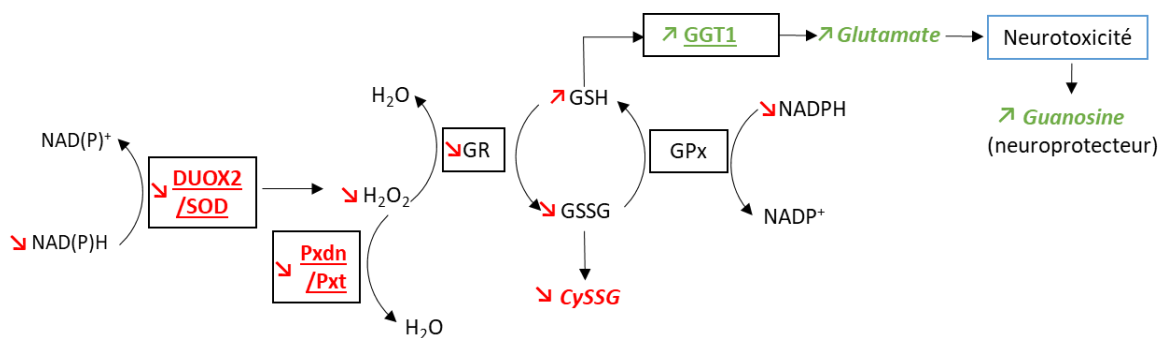 ↗ GGT1
↗ Glutamate
Neurotoxicité
↗ Guanosine
(neuroprotecteur)
H₂O
↗ GSH
↘ NADPH
NAD(P)⁺
↘ GR
GPx
↘ DUOX2
/SOD
↘ H₂O₂
↘ GSSG
NADP⁺
↘ NAD(P)H
↘ Pxdn
/Pxt
↘ CySSG
H₂O